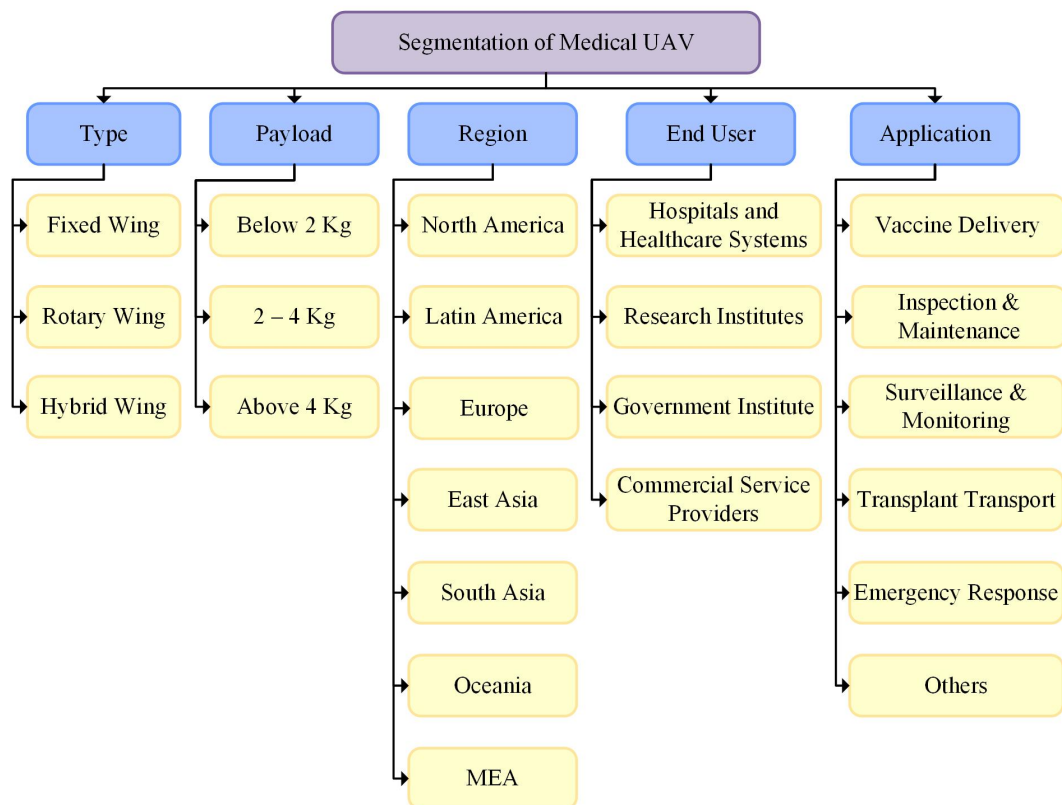 Segmentation of Medical UAV
Type
Payload
Region
End User
Application
Fixed Wing
Rotary Wing
Hybrid Wing
Below 2 Kg
2 – 4 Kg
Above 4 Kg
North America
Latin America
Europe
East Asia
South Asia
Oceania
MEA
Hospitals and
Healthcare Systems
Research Institutes
Government Institute
Commercial Service
Providers
Vaccine Delivery
Inspection &
Maintenance
Surveillance &
Monitoring
Transplant Transport
Emergency Response
Others